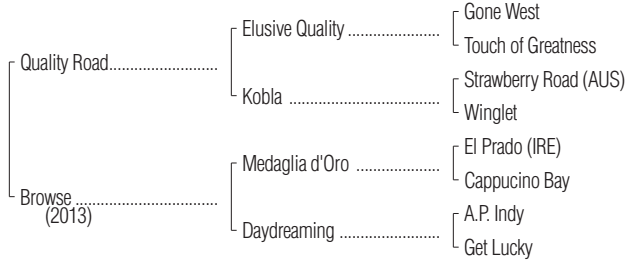 Gone West
Elusive Quality
Touch of Greatness
Quality Road
Strawberry Road (AUS)
Kobla
Winglet
El Prado (IRE)
Medaglia d'Oro
Cappucino Bay
Browse
(2013)
A.P. Indy
Daydreaming
Get Lucky